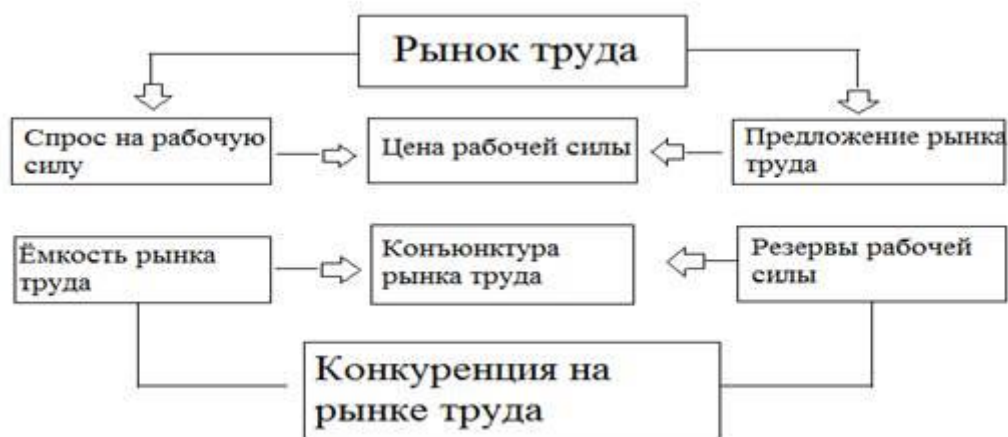 Рынок труда
Спрос на рабочую
силу
Цена рабочей силы
Предложение рынка
труда
Ёмкость рынка
труда
Конъюнктура
рынка труда
Резервы рабочей
силы
Конкуренция на
рынке труда